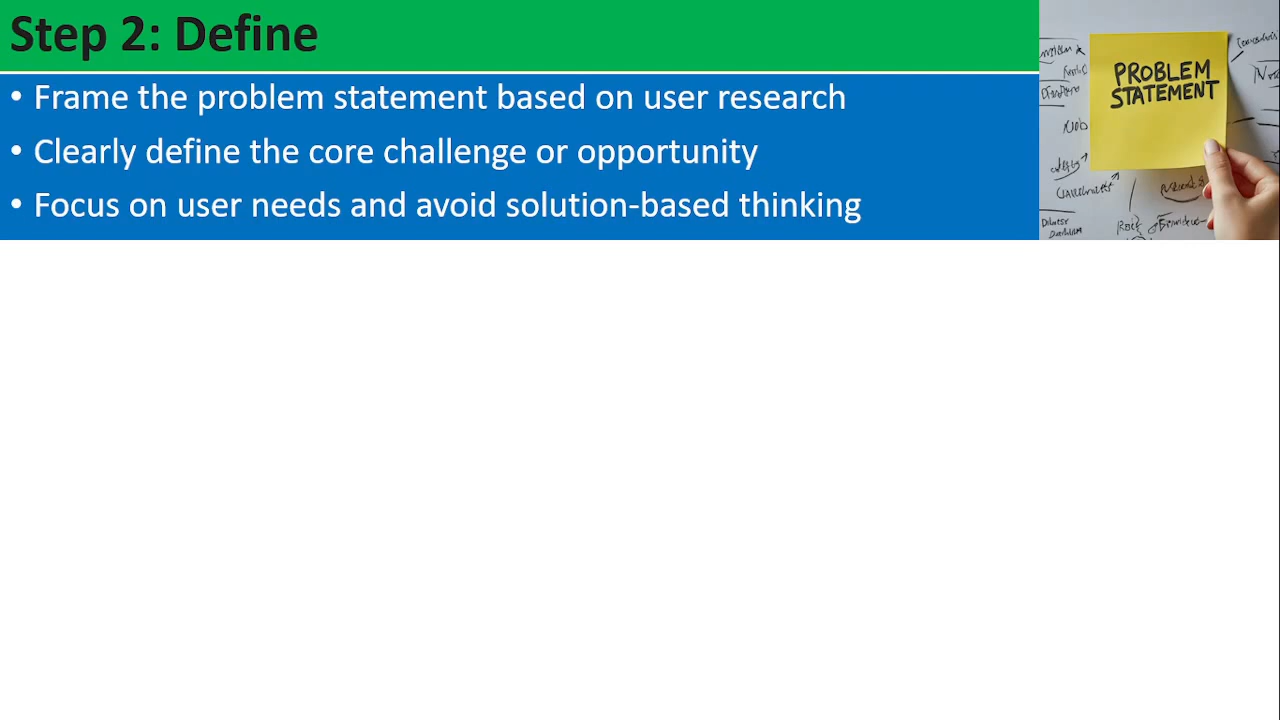 Step 2: Define
• Frame the problem statement based on user research
• Clearly define the core challenge or opportunity
• Focus on user needs and avoid solution-based thinking
PROBLEM
STATEMENT